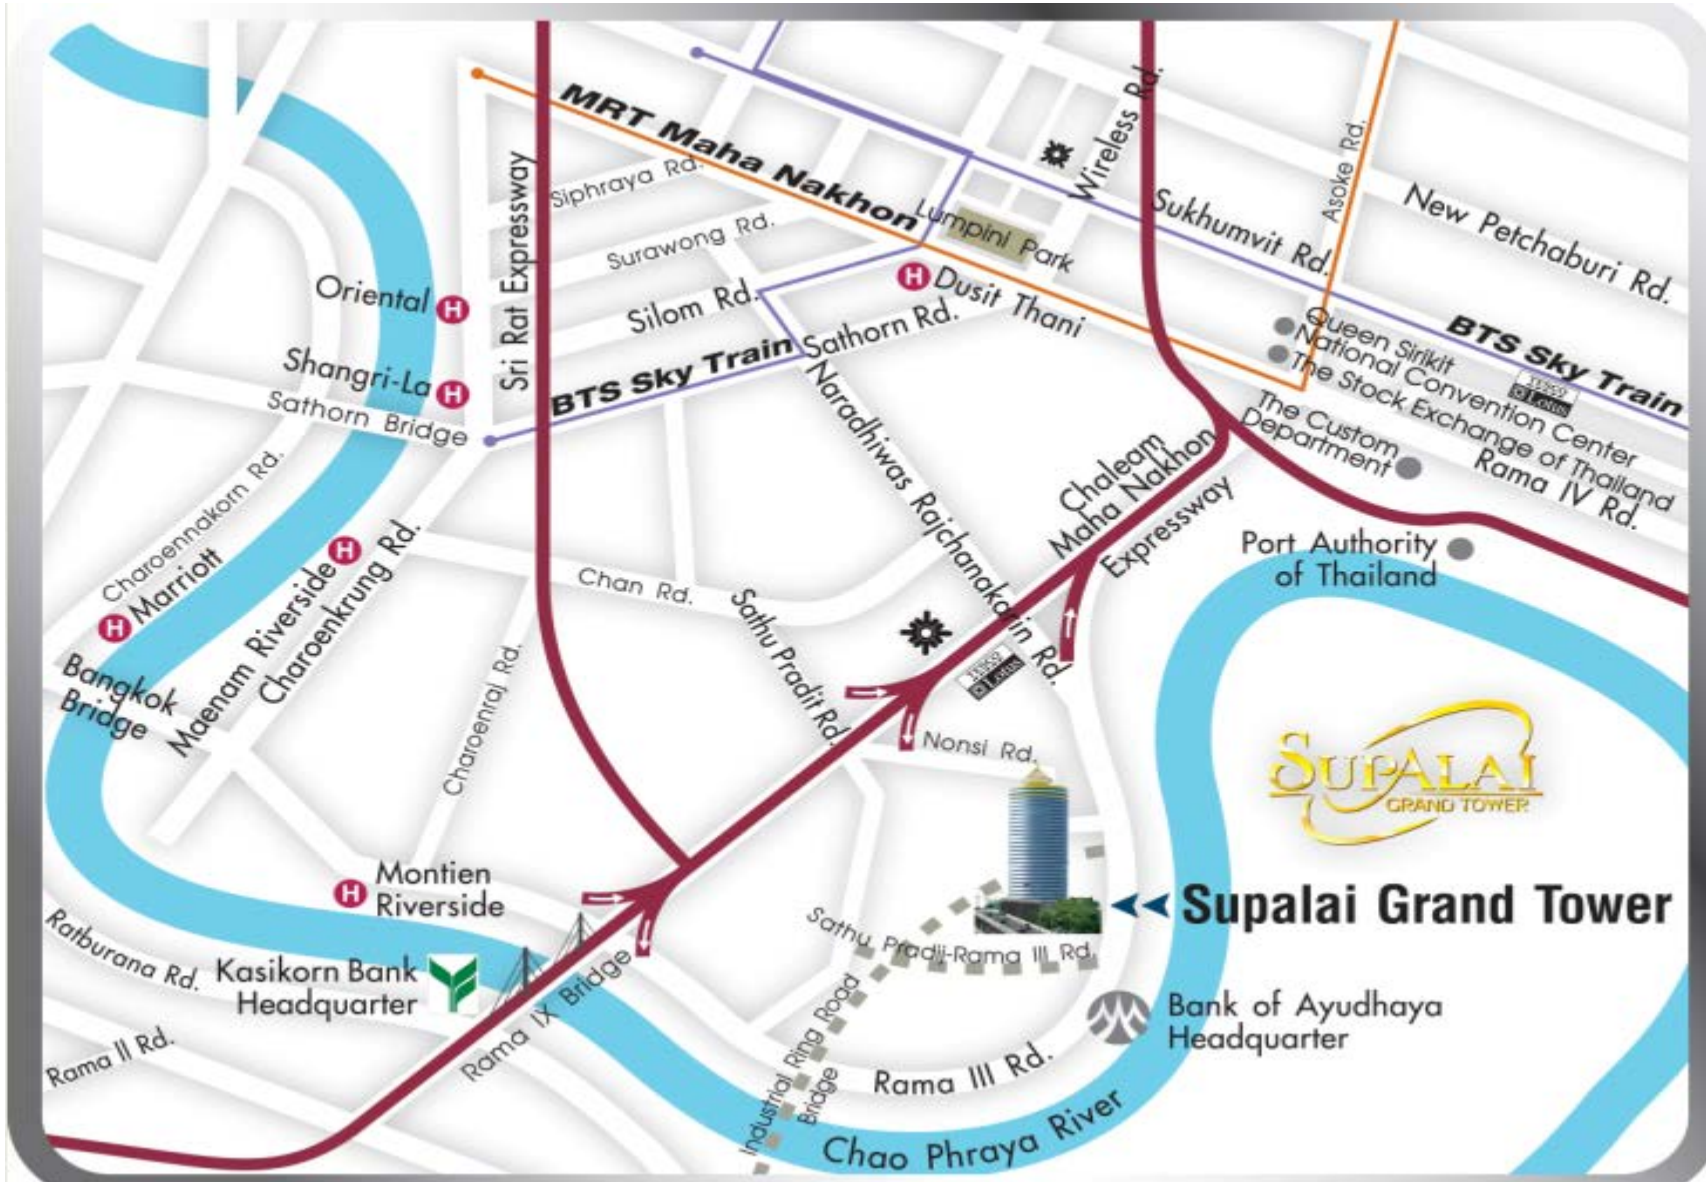 MRT Maha Nakhon
Wireless Rd.
Asoke Rd.
Siphraya Rd.
Sri Rat Expressway
Surawong Rd.
Lumpini Park
Sukhumvit Rd.
New Petchaburi Rd.
Oriental
H
Silom Rd.
H
Dusit Thani
Shangri-La
H
BTS Sky Train
Sathorn Rd.
Queen Sirikit
National Convention Center
The Stock Exchange of Thailand
BTS Sky Train
TESCO
Lotus
Sathorn Bridge
The Custom
Department
Rama IV Rd.
Charoennakorn Rd.
Naradhiwas Rajchanakarin Rd.
Chaleam
Maha Nakhon
Expressway
Port Authority
of Thailand
H
Marriott
H
Maenam Riverside
Charoenkrung Rd.
Chan Rd.
Sathu Pradit Rd.
Charoenraj Rd.
TESCO
Lotus
Bangkok
Bridge
Nonsi Rd.
SUPALAI
GRAND TOWER
H
Montien
Riverside
Supalai Grand Tower
Sathu Pradij-Rama III Rd.
Ratburana Rd.
Kasikorn Bank
Headquarter
Rama IX Bridge
Industrial Ring Road
Bridge
Bank of Ayudhaya
Headquarter
Rama II Rd.
Rama III Rd.
Chao Phraya River